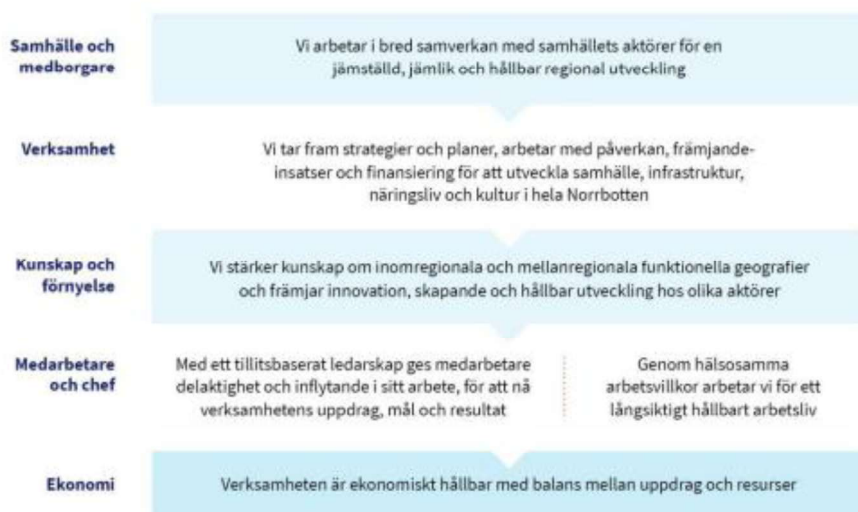 Samhälle och
medborgare
Vi arbetar i bred samverkan med samhällets aktörer för en
jämställd, jämlik och hållbar regional utveckling
Verksamhet
Vi tar fram strategier och planer, arbetar med påverkan, främjande-
insatser och finansiering för att utveckla samhälle, infrastruktur,
näringsliv och kultur i hela Norrbotten
Kunskap och
förnyelse
Vi stärker kunskap om inomregionala och mellanregionala funktionella geografier
och främjar innovation, skapande och hållbar utveckling hos olika aktörer
Medarbetare
och chef
Med ett tillitsbaserat ledarskap ges medarbetare
delaktighet och inflytande i sitt arbete, för att nå
verksamhetens uppdrag, mål och resultat
Genom hälsosamma
arbetsvillkor arbetar vi för ett
långsiktigt hållbart arbetsliv
Ekonomi
Verksamheten är ekonomiskt hållbar med balans mellan uppdrag och resurser